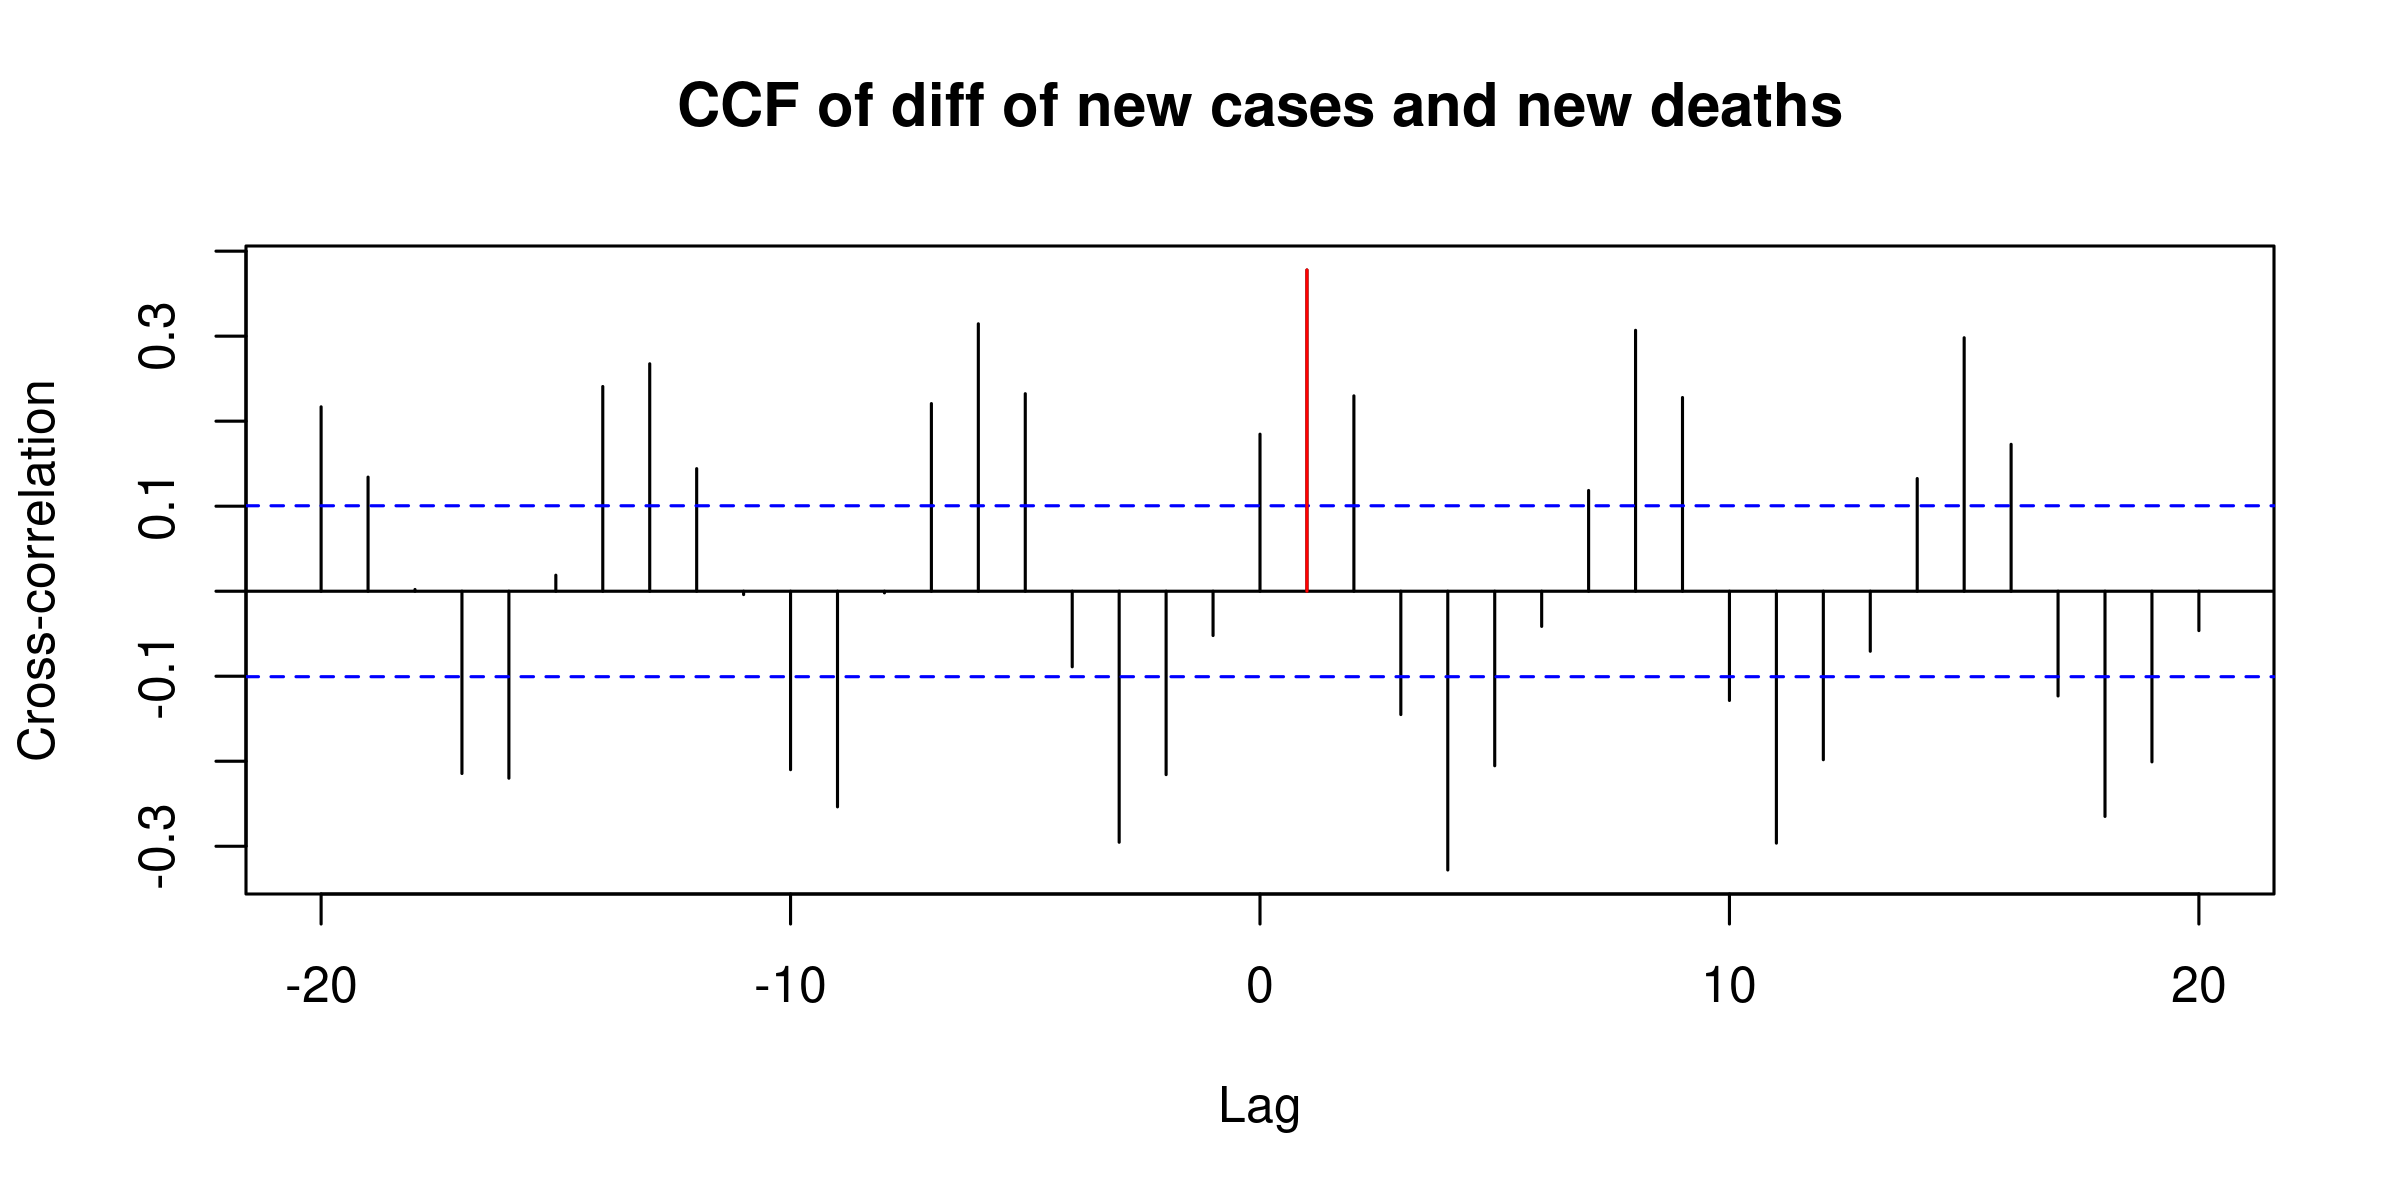 CCF of diff of new cases and new deaths
Cross-correlation
0.3
0.1
-0.1
-0.3
-20 -10 0 10 20
Lag